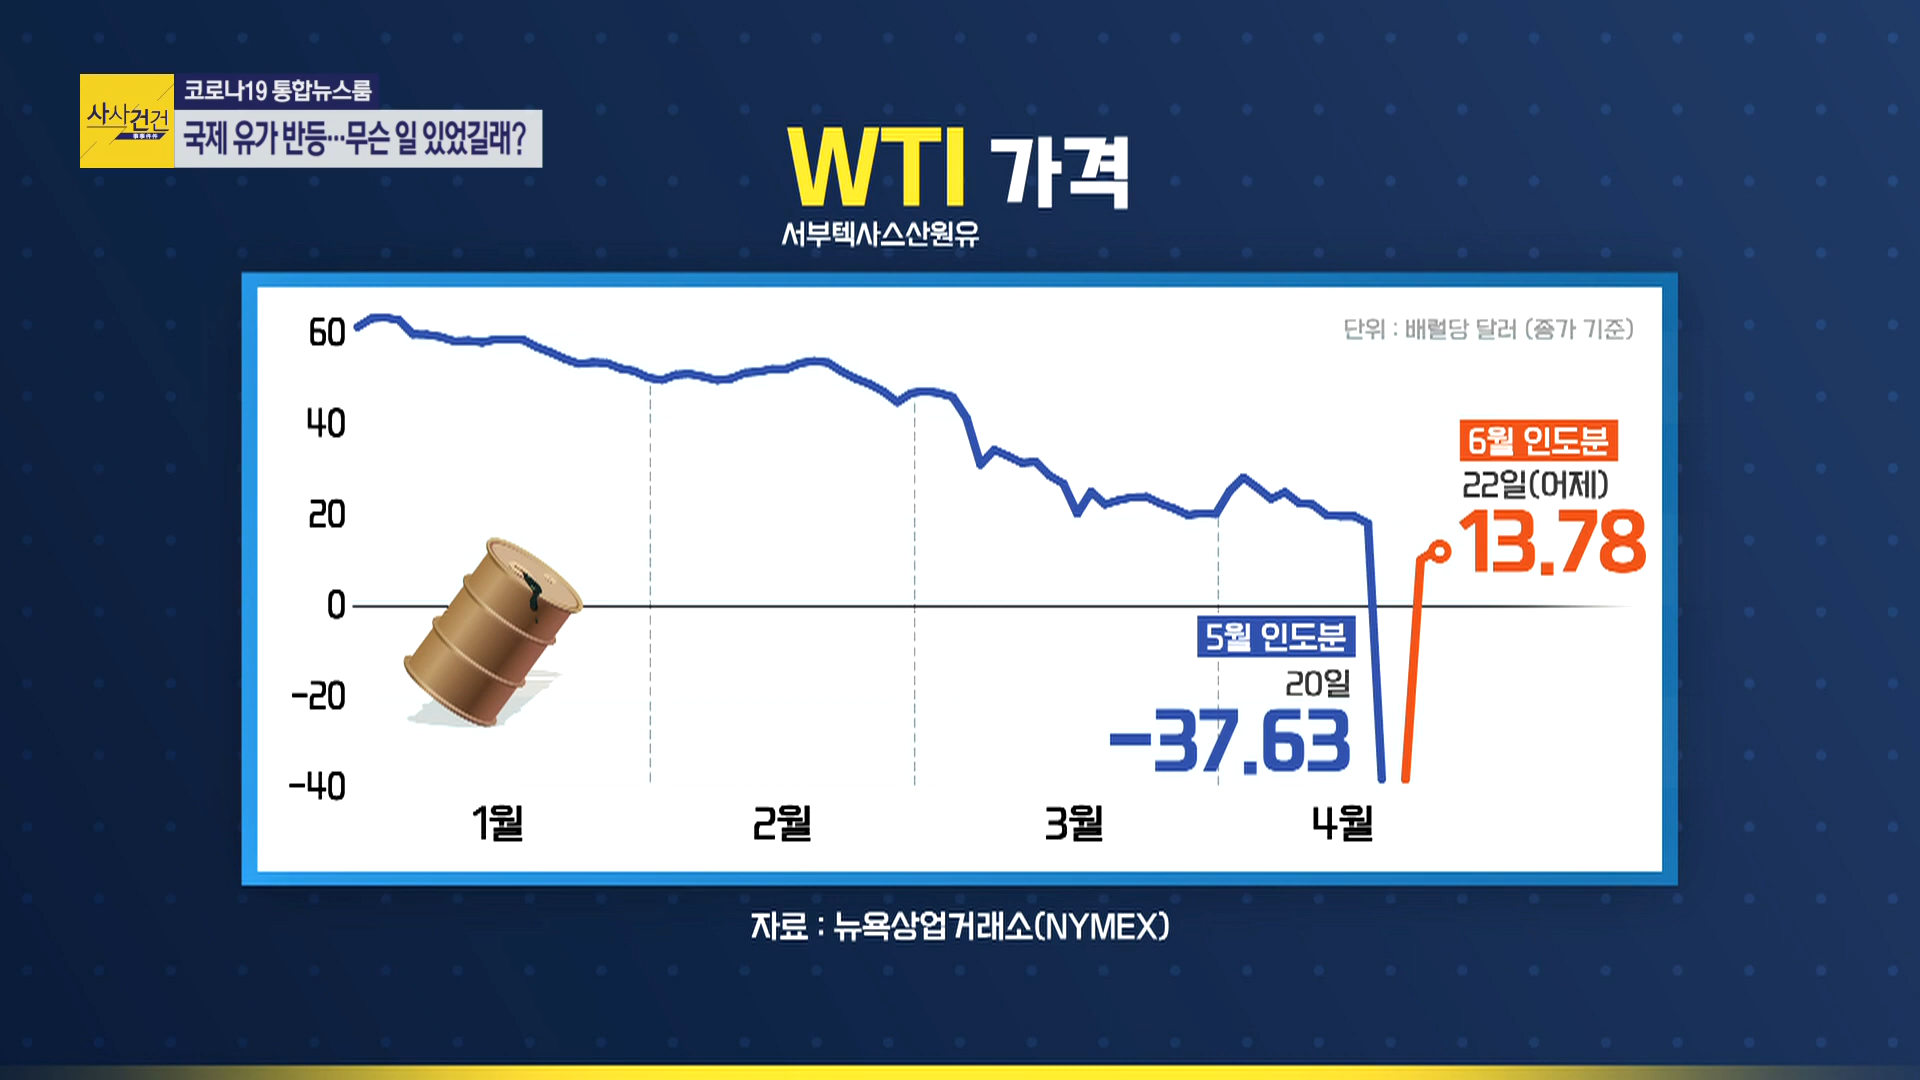 사사건건
事事件件
코로나19 통합뉴스룸
국제 유가 반등…무슨 일 있었길래?
WTI 가격
서부텍사스산원유
단위 : 배럴당 달러 (종가 기준)
60
40
20
0
-20
-40
6월 인도분
22일(어제)
13.78
5월 인도분
20일
-37.63
1월
2월
3월
4월
자료 : 뉴욕상업거래소(NYMEX)